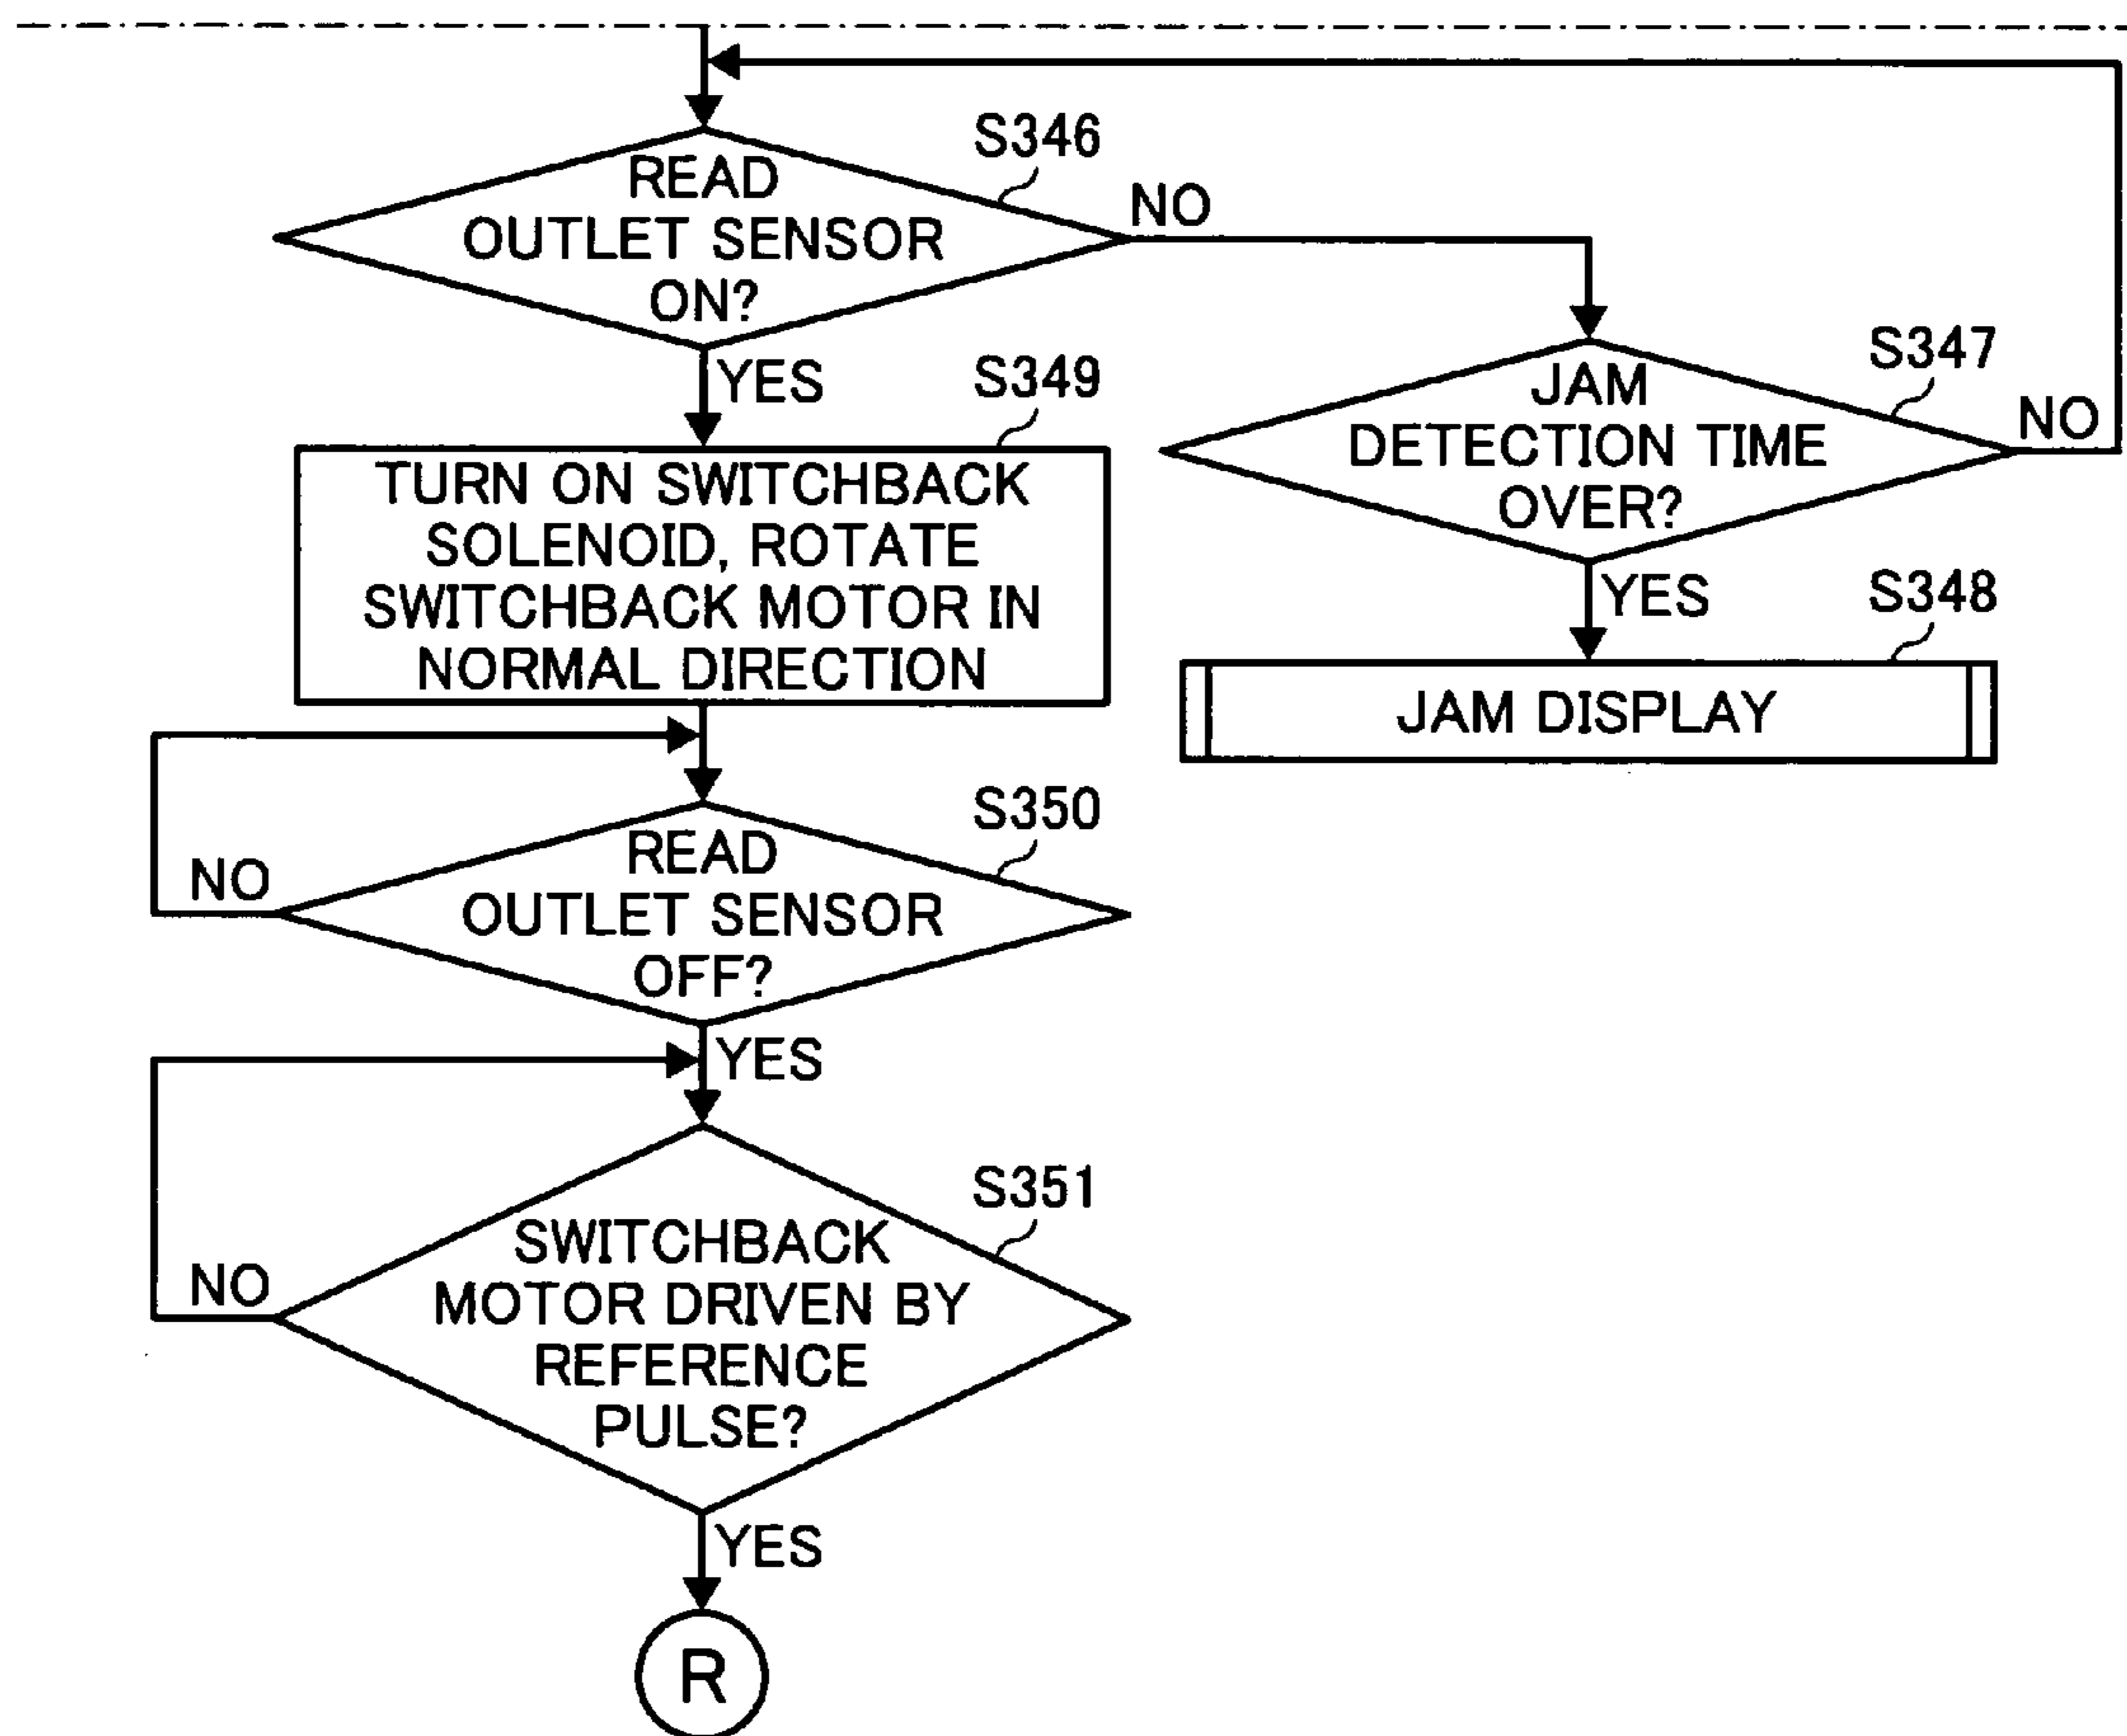 S346
READ
OUTLET SENSOR
ON?
NO
YES
S347
JAM
DETECTION TIME
OVER?
NO
YES
S348
JAM DISPLAY
S349
TURN ON SWITCHBACK
SOLENOID, ROTATE
SWITCHBACK MOTOR IN
NORMAL DIRECTION
S350
READ
OUTLET SENSOR
OFF?
NO
YES
S351
SWITCHBACK
MOTOR DRIVEN BY
REFERENCE
PULSE?
NO
YES
R